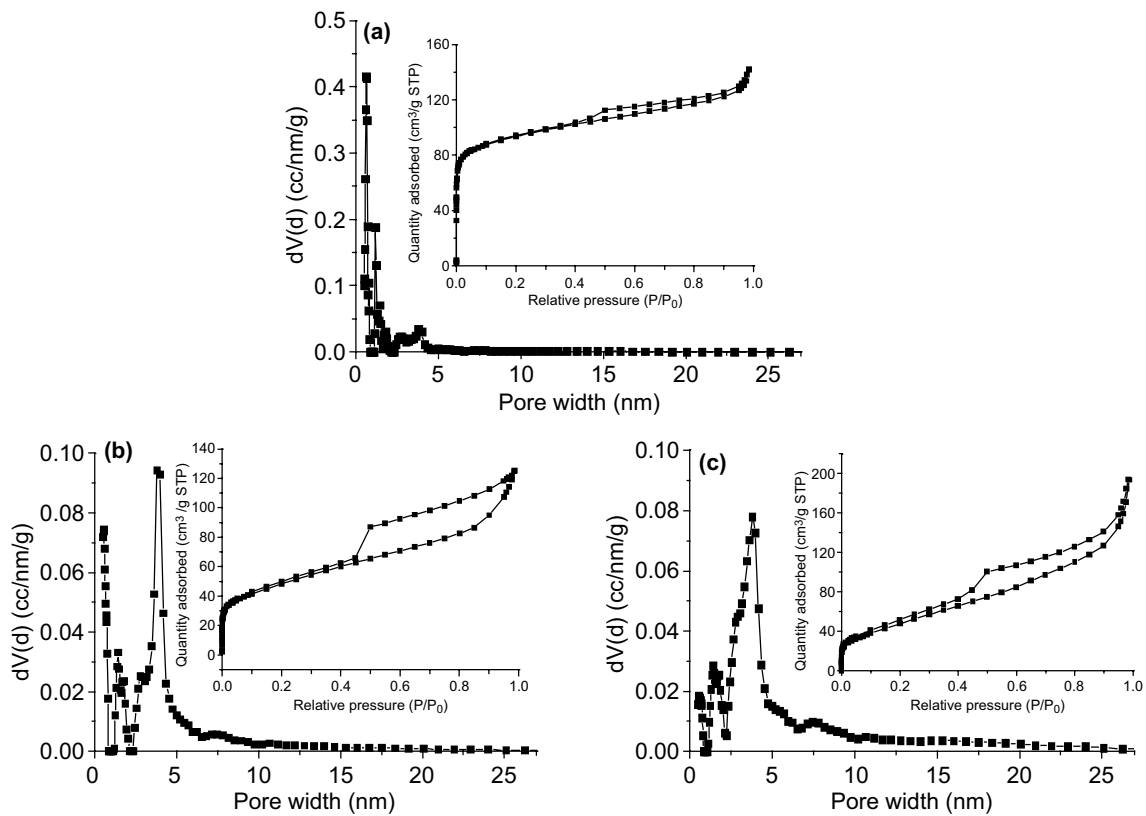 (a)
dV(d) (cc/nm/g)
0.5
0.4
0.3
0.2
0.1
0.0
0 5 10 15 20 25
Pore width (nm)
Quantity adsorbed (cm³/g STP)
160
120
80
40
0
0.0 0.2 0.4 0.6 0.8 1.0
Relative pressure (P/P₀)
(b)
dV(d) (cc/nm/g)
0.10
0.08
0.06
0.04
0.02
0.00
0 5 10 15 20 25
Pore width (nm)
Quantity adsorbed (cm³ /g STP)
140
120
100
80
60
40
20
0
0.0 0.2 0.4 0.6 0.8 1.0
Relative pressure (P/P₀)
(c)
dV(d) (cc/nm/g)
0.10
0.08
0.06
0.04
0.02
0.00
0 5 10 15 20 25
Pore width (nm)
Quantity adsorbed (cm³/g STP)
200
160
120
80
40
0
0.0 0.2 0.4 0.6 0.8 1.0
Relative pressure (P/P₀)